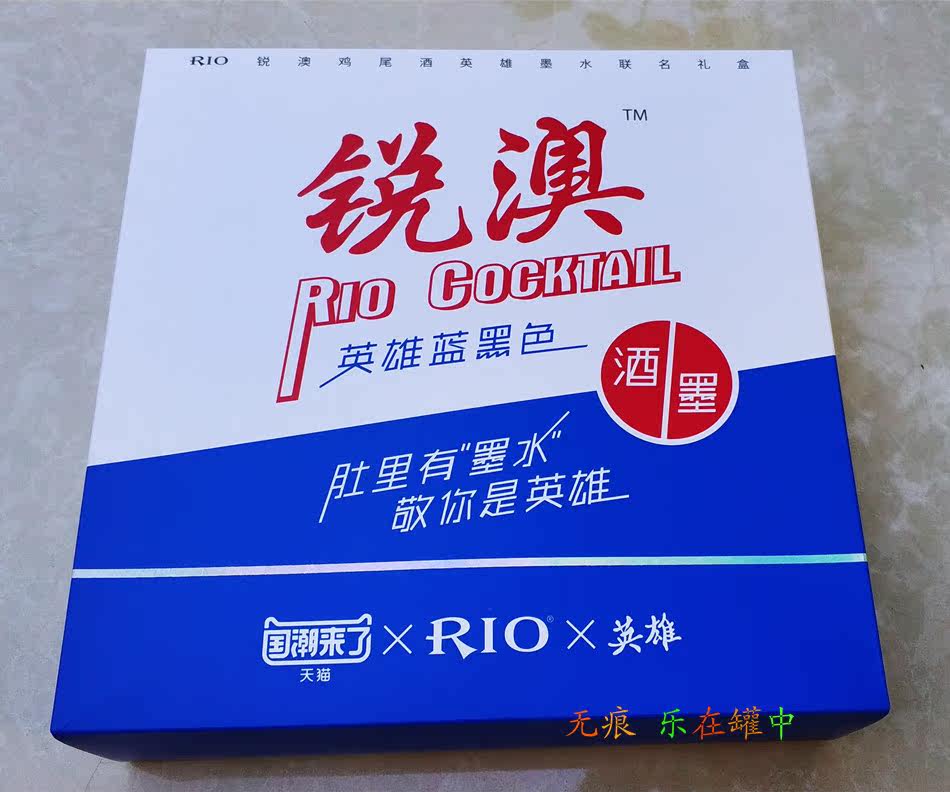 RIO 锐澳鸡尾酒英雄墨水联名礼盒
锐澳 TM
RIO COCKTAIL
英雄蓝黑色
酒 墨
肚里有"墨水"
敬你是英雄
国潮来了 × RIO® × 英雄
天猫
无痕 乐在罐中